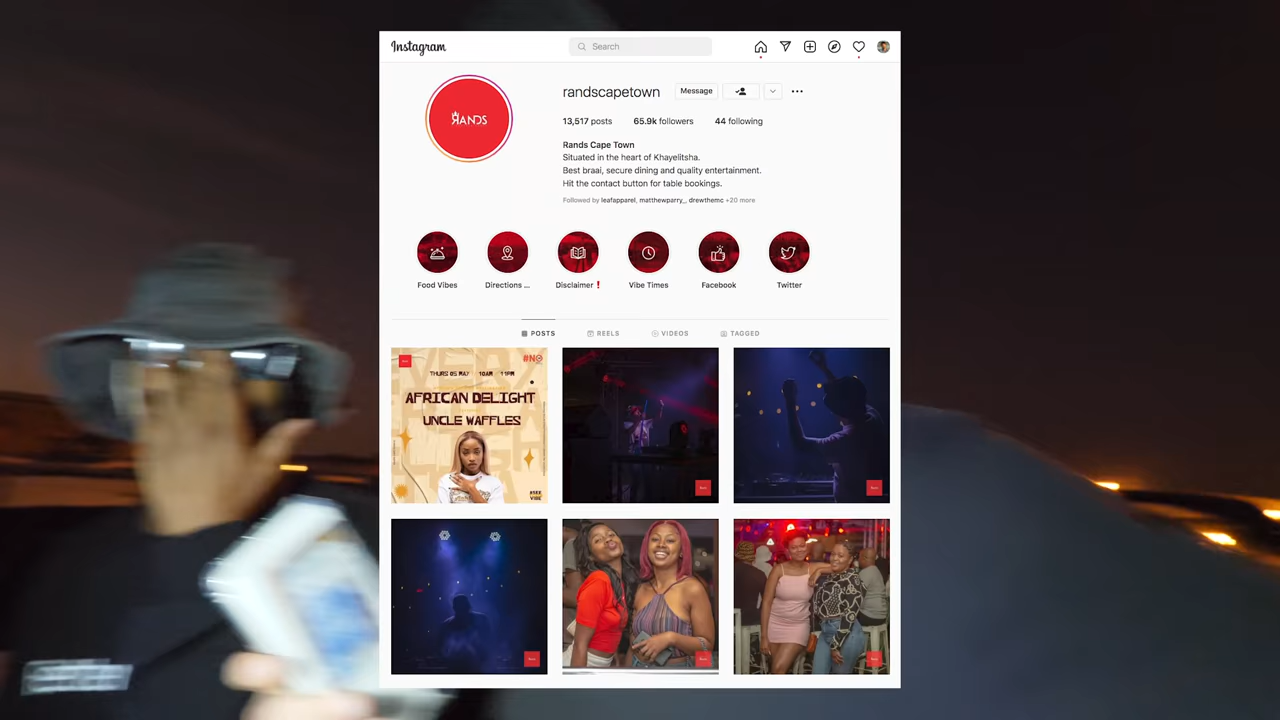 Instagram
Search
RANDS
randscapetown
Message
13,517 posts 65.9k followers 44 following
Rands Cape Town
Situated in the heart of Khayelitsha.
Best braai, secure dining and quality entertainment.
Hit the contact button for table bookings.
Followed by leafapparel, matthewparry_, drewthemc +20 more
Food Vibes
Directions ...
Disclaimer❗
Vibe Times
Facebook
Twitter
POSTS
REELS
VIDEOS
TAGGED
THURS 05 MAY 10AM 11PM
AFRICAN DELIGHT
UNCLE WAFFLES